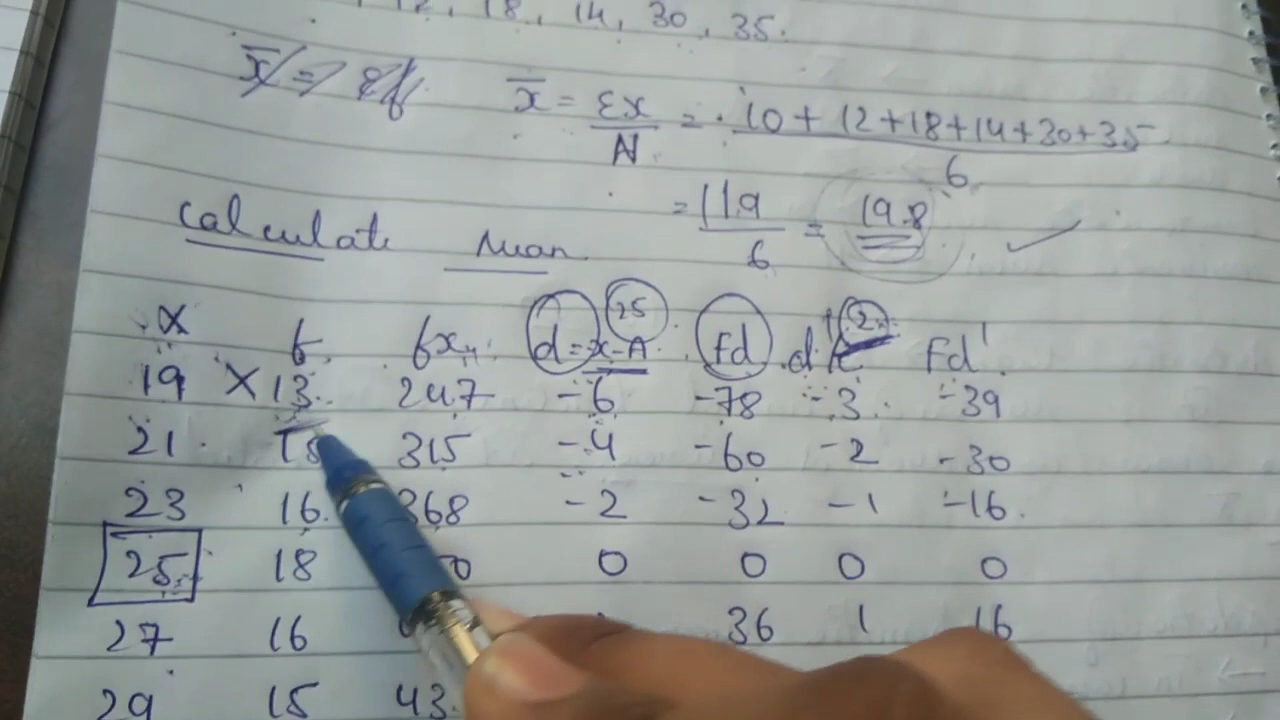 12, 18, 14, 30, 35.
x̄ = Σx/N = 10+12+18+14+30+35/6
= 119/6 = 19.8
Calculate Mean
x f fx d=x-A 25 fd d' 2 Fd'
19 X 13 247 -6 -78 -3 -39
21 315 -4 -60 -2 -30
23 16 368 -2 -32 -1 -16
25 18 0 0 0 0 0
27 16 36 1 16
29 15 43